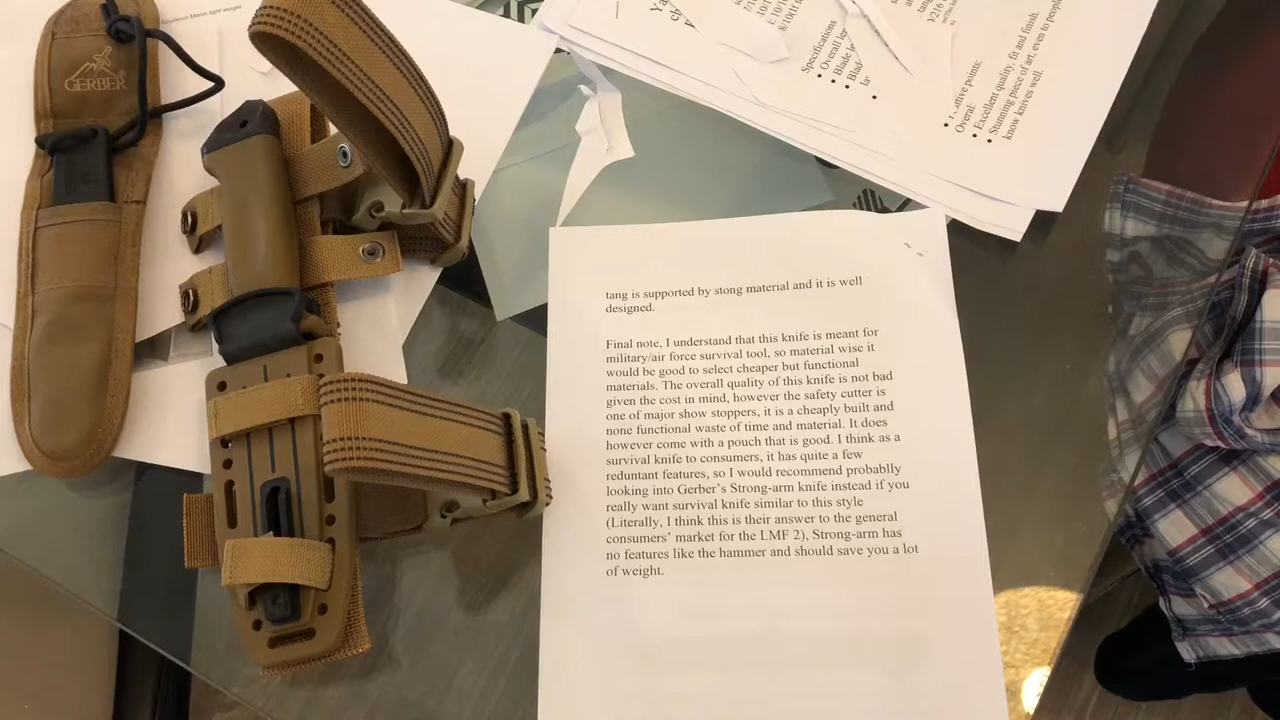 light weight
GERBER
Specifications
• Overall
• Blade
points:
Overall:
• Excellent quality, fit and finish.
• Stunning piece of art, even to people
know knives well.
tang is supported by stong material and it is well
designed.
Final note, I understand that this knife is meant for
military/air force survival tool, so material wise it
would be good to select cheaper but functional
materials. The overall quality of this knife is not bad
given the cost in mind, however the safety cutter is
one of major show stoppers, it is a cheaply built and
none functional waste of time and material. It does
however come with a pouch that is good. I think as a
survival knife to consumers, it has quite a few
reduntant features, so I would recommend probablly
looking into Gerber's Strong-arm knife instead if you
really want survival knife similar to this style
(Literally, I think this is their answer to the general
consumers' market for the LMF 2), Strong-arm has
no features like the hammer and should save you a lot
of weight.